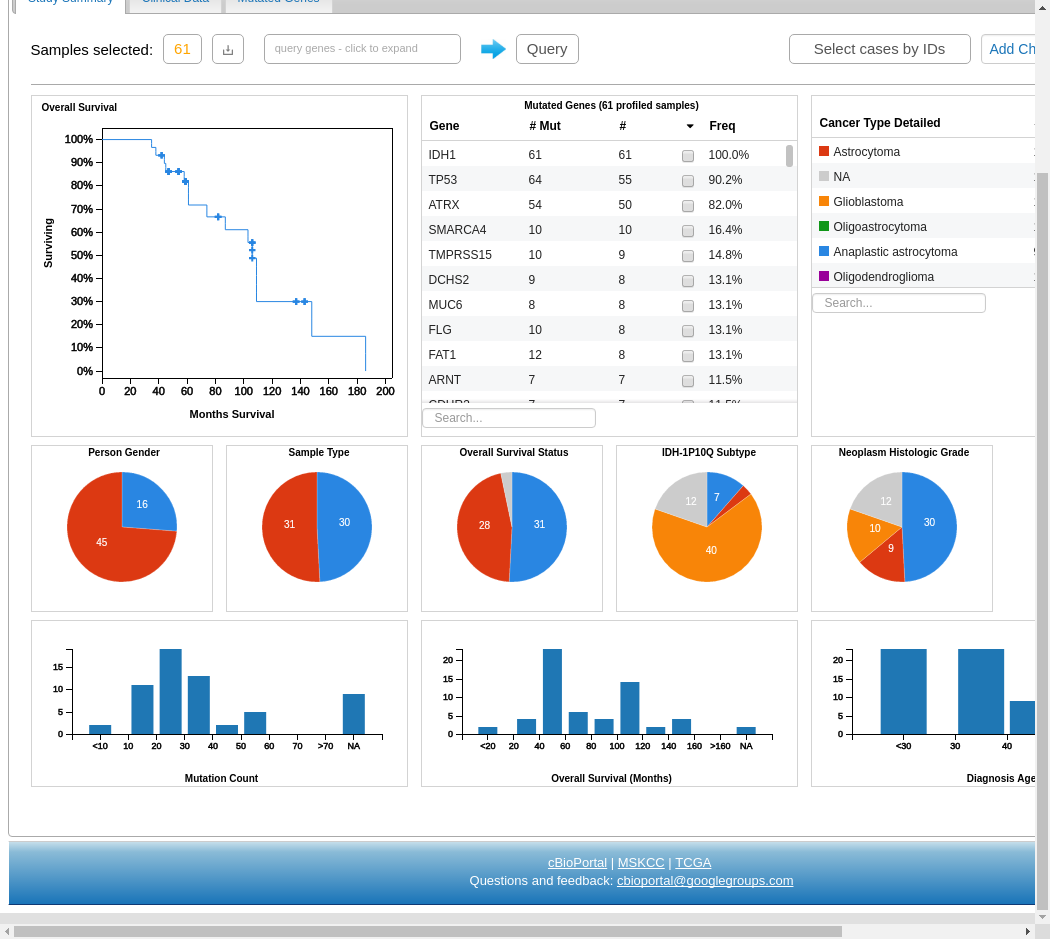 Study Summary Clinical Data Mutated Genes
Samples selected: 61 query genes - click to expand Query Select cases by IDs Add Ch
Overall Survival
100%
90%
80%
70%
60%
50%
40%
30%
20%
10%
0%
Surviving
0 20 40 60 80 100 120 140 160 180 200
Months Survival
Mutated Genes (61 profiled samples)
Gene # Mut # Freq
IDH1 61 61 100.0%
TP53 64 55 90.2%
ATRX 54 50 82.0%
SMARCA4 10 10 16.4%
TMPRSS15 10 9 14.8%
DCHS2 9 8 13.1%
MUC6 8 8 13.1%
FLG 10 8 13.1%
FAT1 12 8 13.1%
ARNT 7 7 11.5%
Search...
Cancer Type Detailed
Astrocytoma
NA
Glioblastoma
Oligoastrocytoma
Anaplastic astrocytoma
Oligodendroglioma
Search...
Person Gender
16
45
Sample Type
31 30
Overall Survival Status
28 31
IDH-1P10Q Subtype
12 7
40
Neoplasm Histologic Grade
12
10 30
9
15
10
5
0
<10 10 20 30 40 50 60 70 >70 NA
Mutation Count
20
15
10
5
0
<20 20 40 60 80 100 120 140 160 >160 NA
Overall Survival (Months)
20
15
10
5
0
<30 30 40
Diagnosis Age
cBioPortal | MSKCC | TCGA
Questions and feedback: cbioportal@googlegroups.com